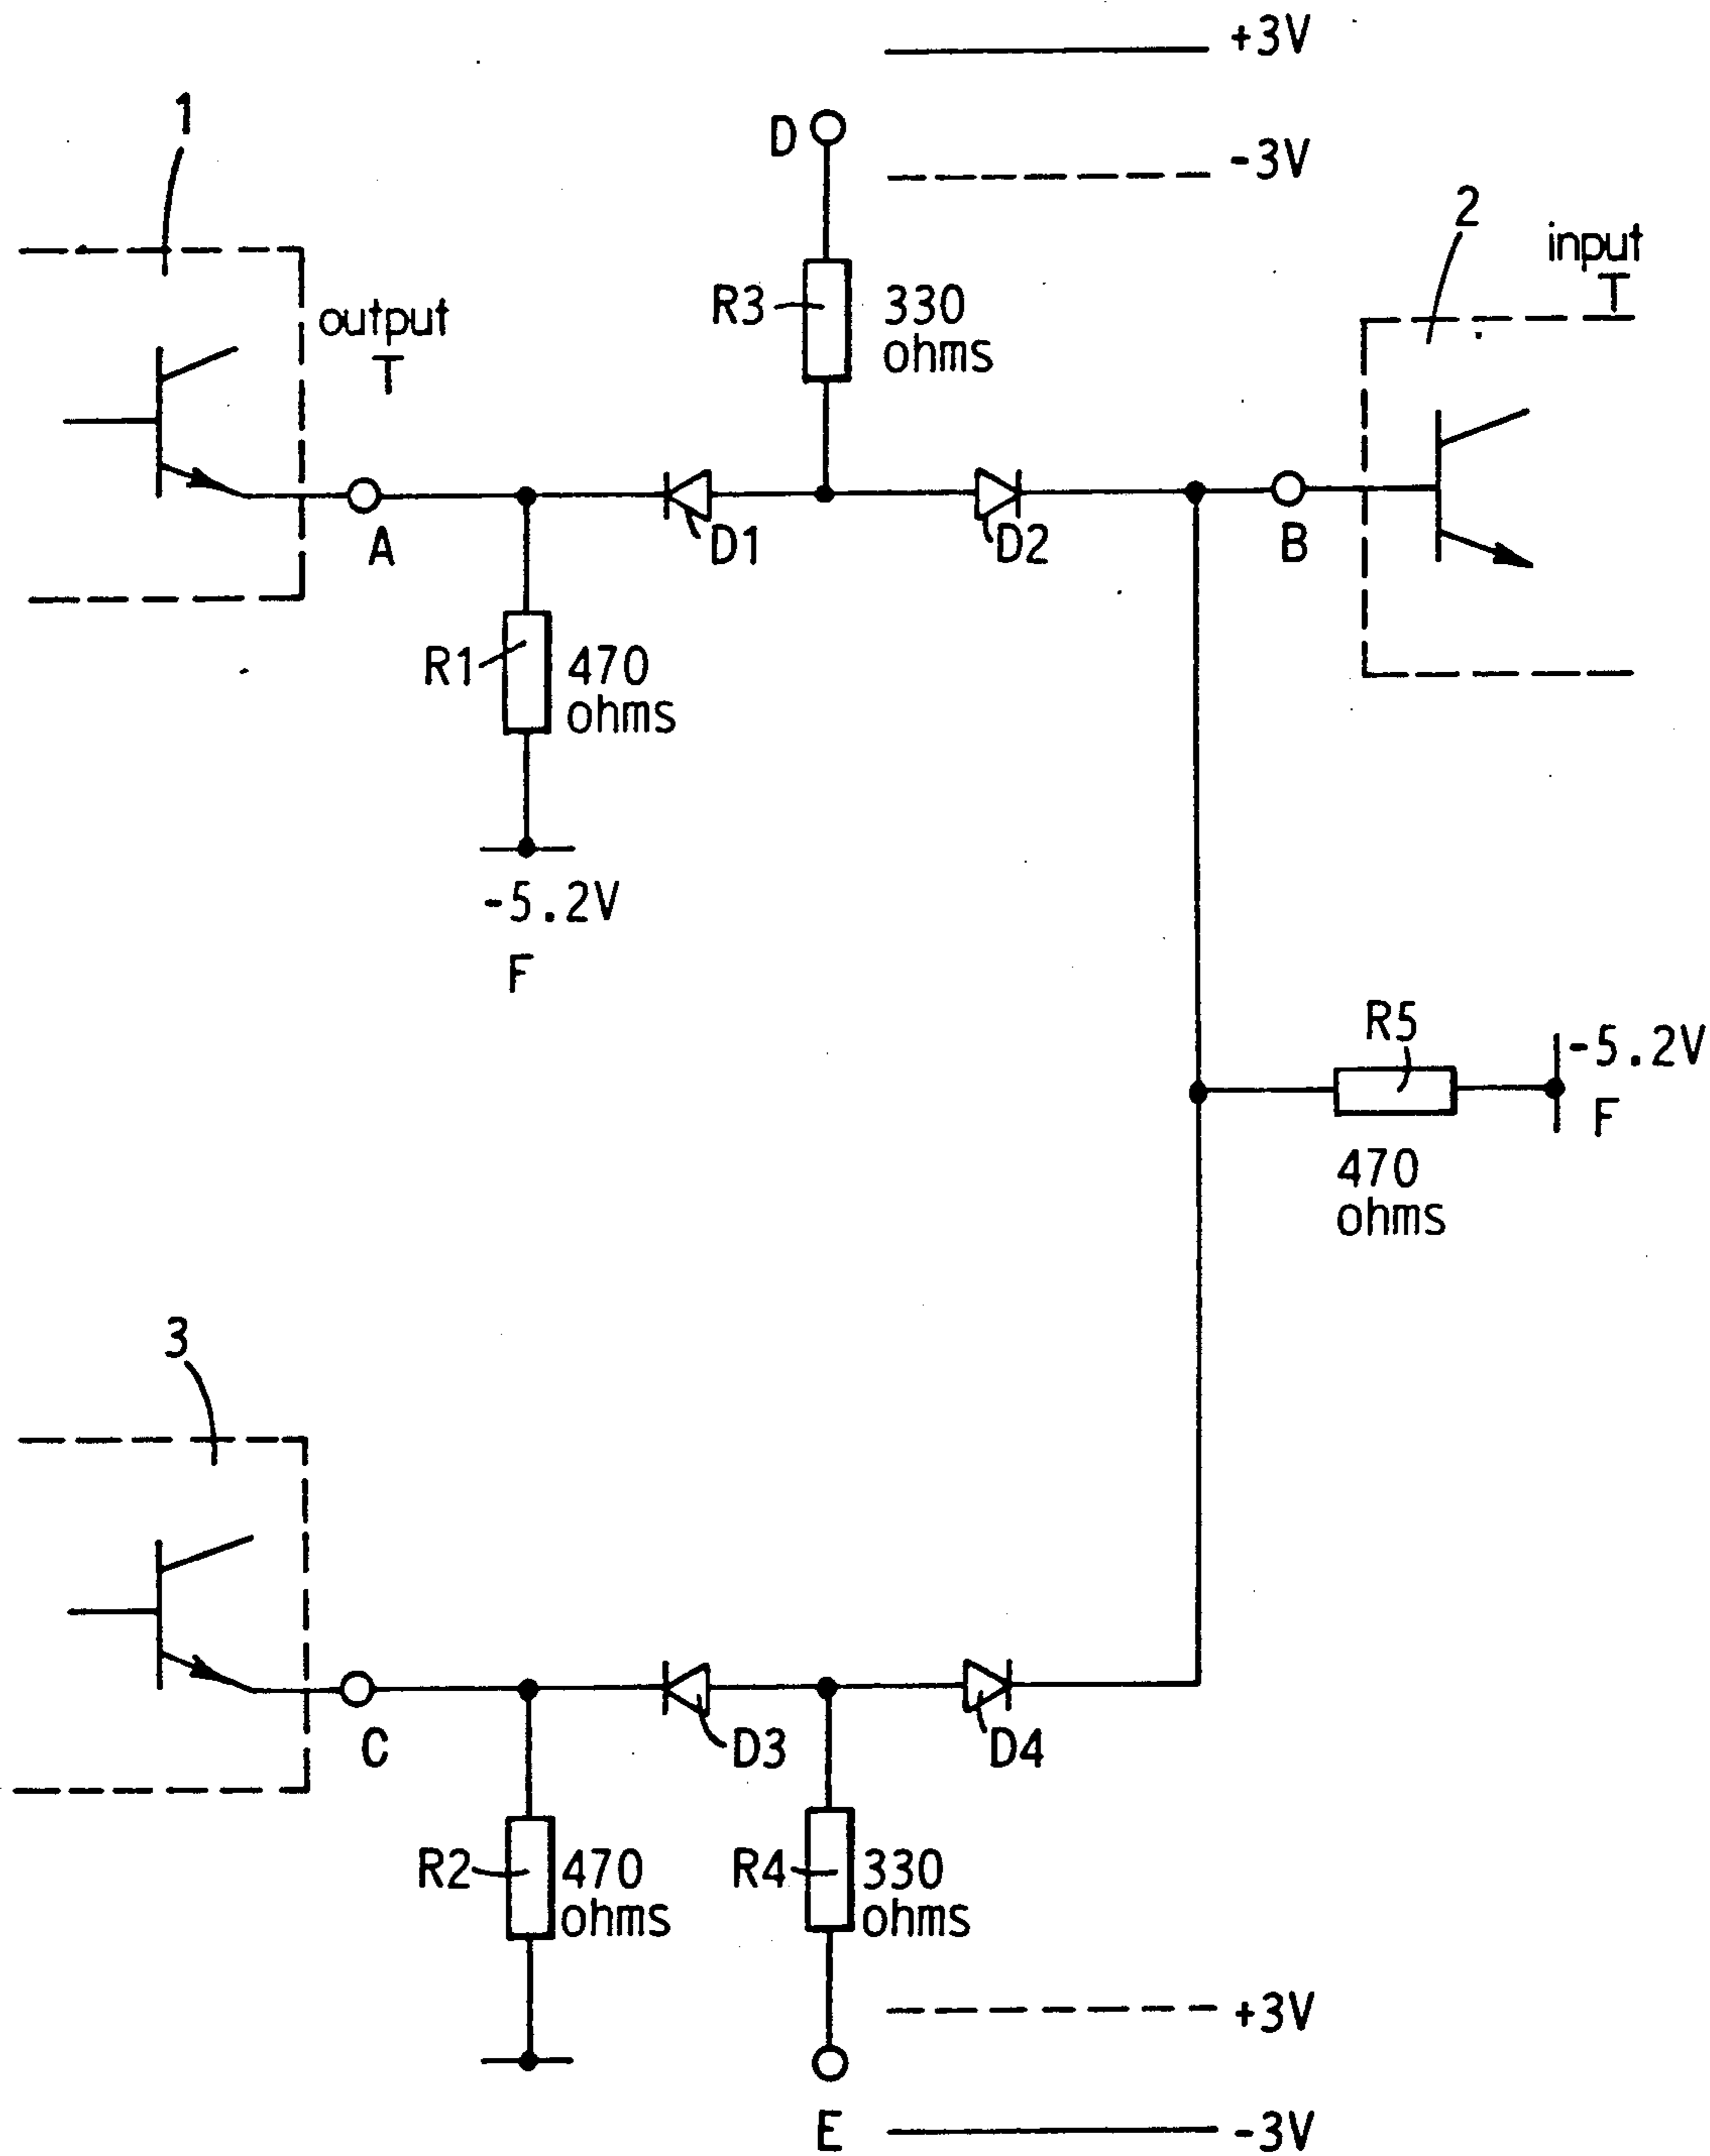 +3V
1
D
-3V
2
input
T
output
T
R3
330
ohms
A
D1
D2
B
R1
470
ohms
-5.2V
F
R5
-5.2V
F
470
ohms
3
C
D3
D4
R2
470
ohms
R4
330
ohms
+3V
E
-3V